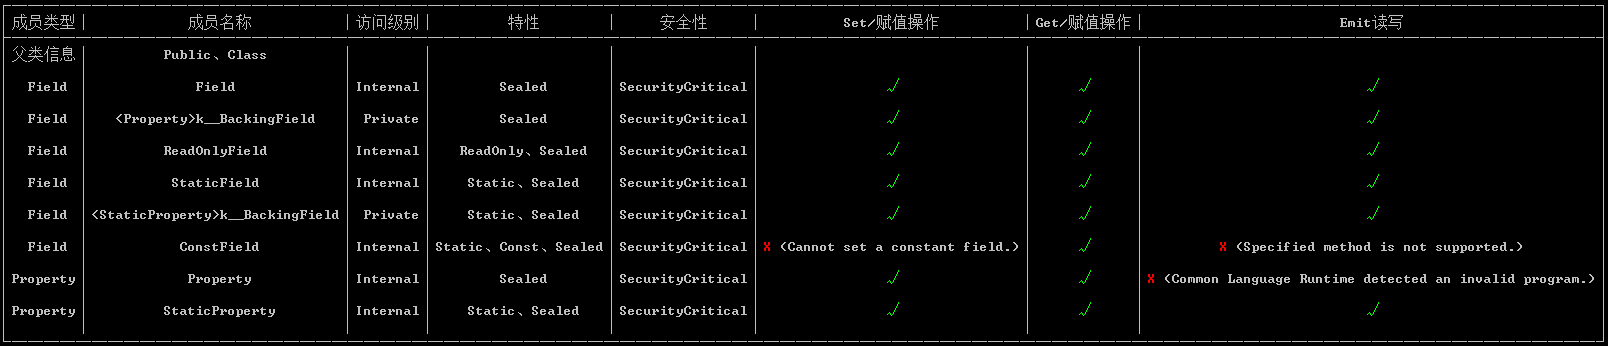 成员类型 成员名称 访问级别 特性 安全性 Set/赋值操作 Get/赋值操作 Emit读写
父类信息 Public、Class
Field Field Internal Sealed SecurityCritical √ √ √
Field <Property>k__BackingField Private Sealed SecurityCritical √ √ √
Field ReadOnlyField Internal ReadOnly、Sealed SecurityCritical √ √ √
Field StaticField Internal Static、Sealed SecurityCritical √ √ √
Field <StaticProperty>k__BackingField Private Static、Sealed SecurityCritical √ √ √
Field ConstField Internal Static、Const、Sealed SecurityCritical X (Cannot set a constant field.) √ X (Specified method is not supported.)
Property Property Internal Sealed SecurityCritical √ √ X (Common Language Runtime detected an invalid program.)
Property StaticProperty Internal Static、Sealed SecurityCritical √ √ √